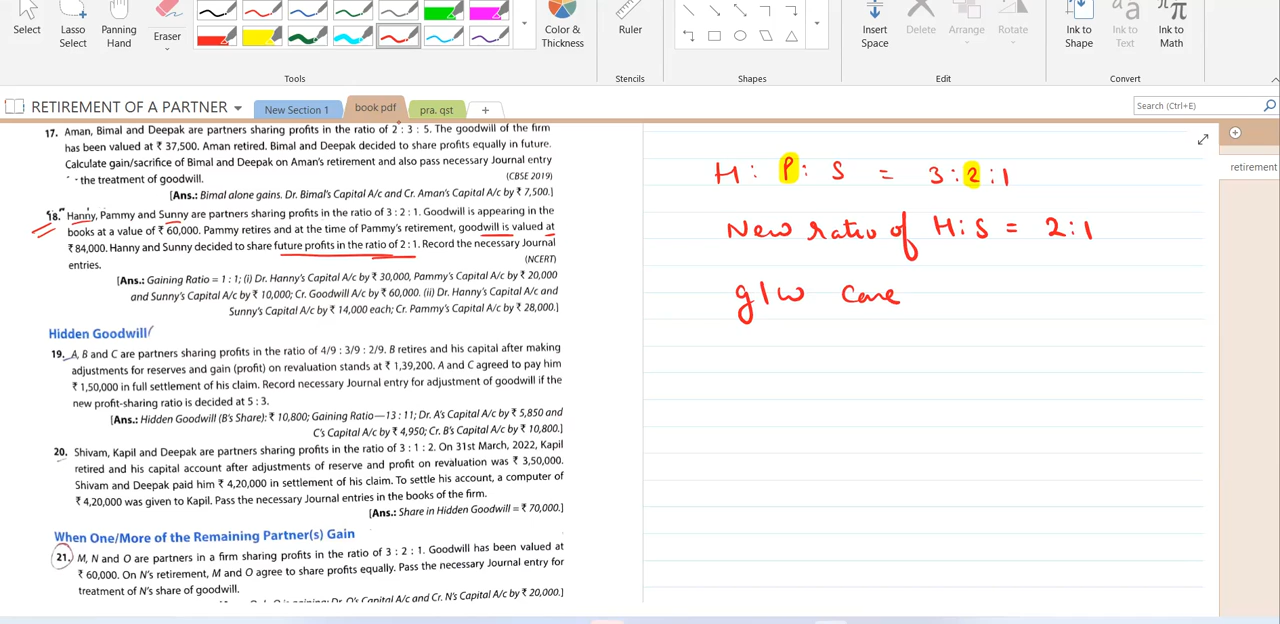 Select
Lasso Select
Panning Hand
Eraser
Color & Thickness
Ruler
Insert Space
Delete
Arrange
Rotate
Ink to Shape
Ink to Text
Ink to Math
Tools
Stencils
Shapes
Edit
Convert
RETIREMENT OF A PARTNER
New Section 1
book pdf
pra. qst
+
Search (Ctrl+E)
retirement
17. Aman, Bimal and Deepak are partners sharing profits in the ratio of 2 : 3 : 5. The goodwill of the firm
has been valued at ₹ 37,500. Aman retired. Bimal and Deepak decided to share profits equally in future.
Calculate gain/sacrifice of Bimal and Deepak on Aman's retirement and also pass necessary Journal entry
the treatment of goodwill. (CBSE 2019)
[Ans.: Bimal alone gains. Dr. Bimal's Capital A/c and Cr. Aman's Capital A/c by ₹ 7,500.]
18. Hanny, Pammy and Sunny are partners sharing profits in the ratio of 3 : 2 : 1. Goodwill is appearing in the
books at a value of ₹ 60,000. Pammy retires and at the time of Pammy's retirement, goodwill is valued at
₹ 84,000. Hanny and Sunny decided to share future profits in the ratio of 2 : 1. Record the necessary Journal
entries. (NCERT)
[Ans.: Gaining Ratio = 1 : 1; (i) Dr. Hanny's Capital A/c by ₹ 30,000, Pammy's Capital A/c by ₹ 20,000
and Sunny's Capital A/c by ₹ 10,000; Cr. Goodwill A/c by ₹ 60,000. (ii) Dr. Hanny's Capital A/c and
Sunny's Capital A/c by ₹ 14,000 each; Cr. Pammy's Capital A/c by ₹ 28,000.]
Hidden Goodwill
19. A, B and C are partners sharing profits in the ratio of 4/9 : 3/9 : 2/9. B retires and his capital after making
adjustments for reserves and gain (profit) on revaluation stands at ₹ 1,39,200. A and C agreed to pay him
₹ 1,50,000 in full settlement of his claim. Record necessary Journal entry for adjustment of goodwill if the
new profit-sharing ratio is decided at 5 : 3.
[Ans.: Hidden Goodwill (B's Share): ₹ 10,800; Gaining Ratio—13 : 11; Dr. A's Capital A/c by ₹ 5,850 and
C's Capital A/c by ₹ 4,950; Cr. B's Capital A/c by ₹ 10,800.]
20. Shivam, Kapil and Deepak are partners sharing profits in the ratio of 3 : 1 : 2. On 31st March, 2022, Kapil
retired and his capital account after adjustments of reserve and profit on revaluation was ₹ 3,50,000.
Shivam and Deepak paid him ₹ 4,20,000 in settlement of his claim. To settle his account, a computer of
₹ 4,20,000 was given to Kapil. Pass the necessary Journal entries in the books of the firm.
[Ans.: Share in Hidden Goodwill = ₹ 70,000.]
When One/More of the Remaining Partner(s) Gain
21. M, N and O are partners in a firm sharing profits in the ratio of 3 : 2 : 1. Goodwill has been valued at
₹ 60,000. On N's retirement, M and O agree to share profits equally. Pass the necessary Journal entry for
treatment of N's share of goodwill.
Dr. O's Capital A/c and Cr. N's Capital A/c by ₹ 20,000.]
H : P : S = 3 : 2 : 1
New ratio of H : S = 2 : 1
g/w